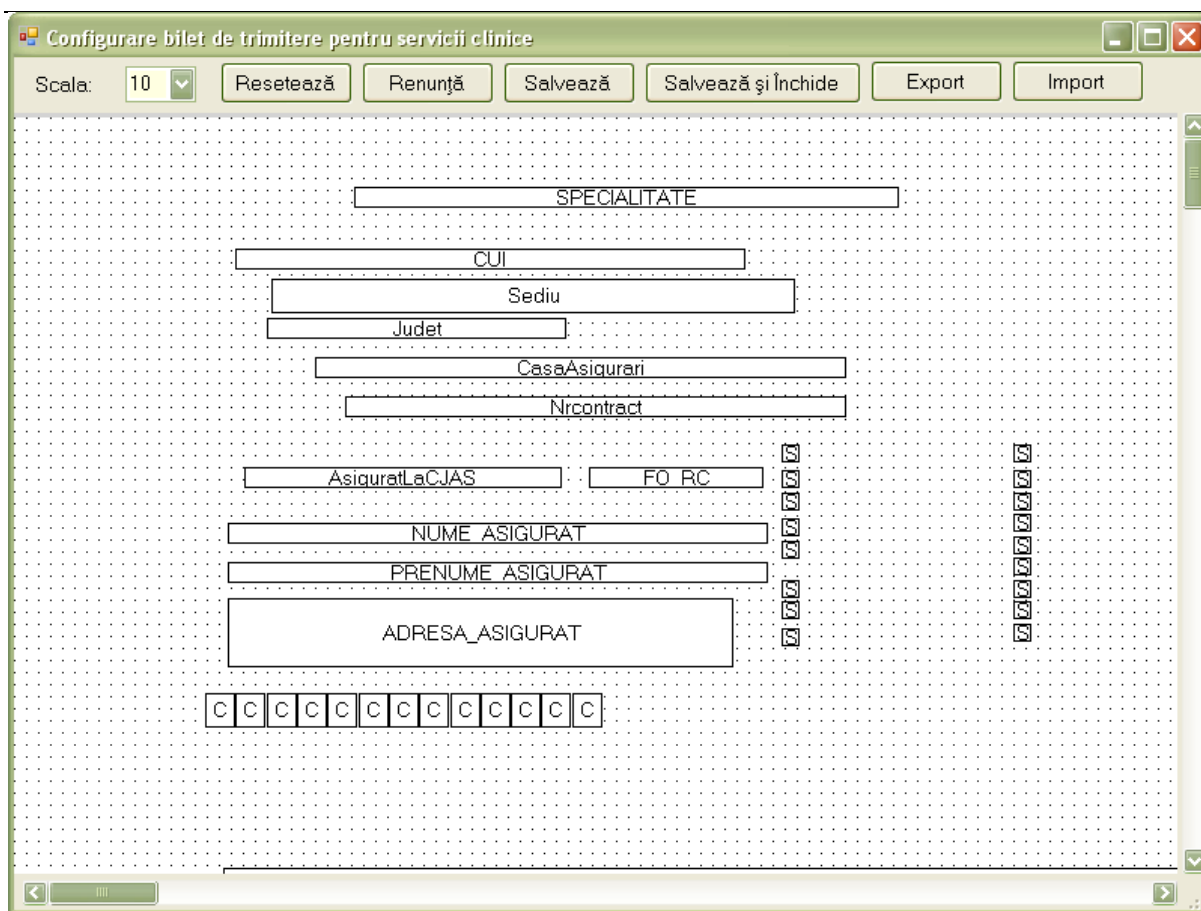 Configurare bilet de trimitere pentru servicii clinice
Scala: 10 Resetează Renunţă Salvează Salvează şi Închide Export Import
SPECIALITATE
CUI
Sediu
Judet
CasaAsigurari
Nrcontract
S S
AsiguratLaCJAS FO_RC S S
S S
NUME_ASIGURAT S S
S S
PRENUME_ASIGURAT S
S S
S S
ADRESA_ASIGURAT S S
C C C C C C C C C C C C C